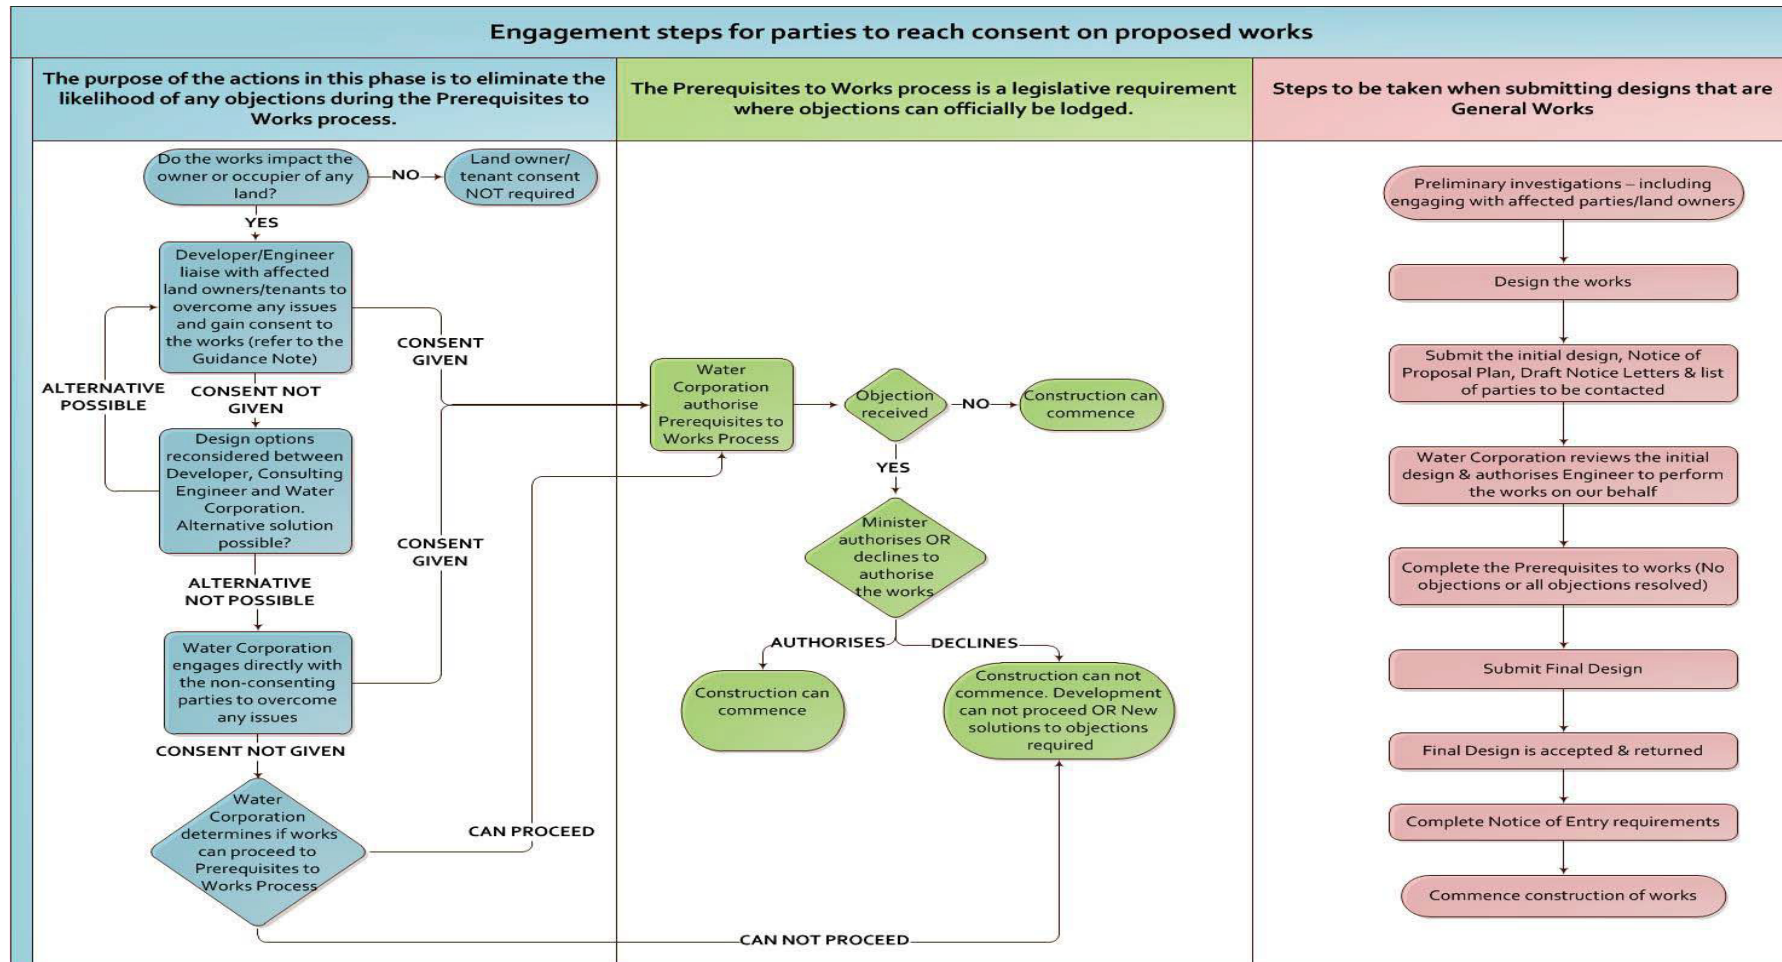 Engagement steps for parties to reach consent on proposed works
The purpose of the actions in this phase is to eliminate the
likelihood of any objections during the Prerequisites to
Works process.
Do the works impact the
owner or occupier of any
land?
NO
Land owner/
tenant consent
NOT required
YES
Developer/Engineer
liaise with affected
land owners/tenants to
overcome any issues
and gain consent to
the works (refer to the
Guidance Note)
CONSENT
GIVEN
ALTERNATIVE
POSSIBLE
CONSENT NOT
GIVEN
Design options
reconsidered between
Developer, Consulting
Engineer and Water
Corporation.
Alternative solution
possible?
CONSENT
GIVEN
ALTERNATIVE
NOT POSSIBLE
Water Corporation
engages directly with
the non-consenting
parties to overcome
any issues
CONSENT NOT GIVEN
Water
Corporation
determines if works
can proceed to
Prerequisites to
Works Process
CAN PROCEED
CAN NOT PROCEED
The Prerequisites to Works process is a legislative requirement
where objections can officially be lodged.
Water
Corporation
authorise
Prerequisites to
Works Process
Objection
received
NO
Construction can
commence
YES
Minister
authorises OR
declines to
authorise
the works
AUTHORISES
DECLINES
Construction can
commence
Construction can not
commence. Development
can not proceed OR New
solutions to objections
required
Steps to be taken when submitting designs that are
General Works
Preliminary investigations – including
engaging with affected parties/land owners
Design the works
Submit the initial design, Notice of
Proposal Plan, Draft Notice Letters & list
of parties to be contacted
Water Corporation reviews the initial
design & authorises Engineer to perform
the works on our behalf
Complete the Prerequisites to works (No
objections or all objections resolved)
Submit Final Design
Final Design is accepted & returned
Complete Notice of Entry requirements
Commence construction of works